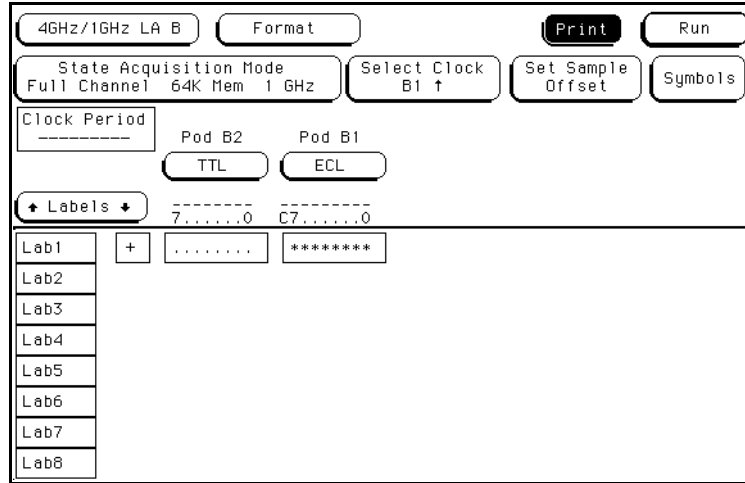 4GHz/1GHz LA B Format Print Run
State Acquisition Mode Select Clock Set Sample Symbols
Full Channel 64K Mem 1 GHz B1 ↑ Offset
Clock Period
--------- Pod B2 Pod B1
TTL ECL
↑ Labels ↓ -------- ---------
7......0 C7......0
Lab1 + ........ ********
Lab2
Lab3
Lab4
Lab5
Lab6
Lab7
Lab8